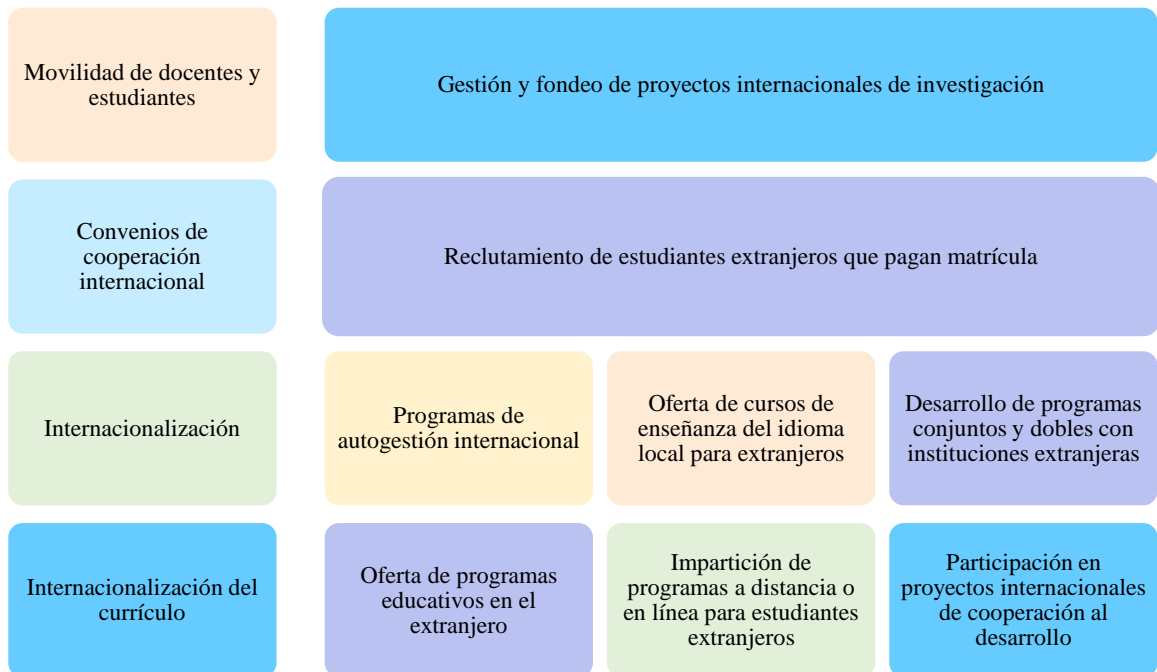 Movilidad de docentes y
estudiantes
Gestión y fondeo de proyectos internacionales de investigación
Convenios de
cooperación
internacional
Reclutamiento de estudiantes extranjeros que pagan matrícula
Internacionalización
Programas de
autogestión internacional
Oferta de cursos de
enseñanza del idioma
local para extranjeros
Desarrollo de programas
conjuntos y dobles con
instituciones extranjeras
Internacionalización del
currículo
Oferta de programas
educativos en el
extranjero
Impartición de
programas a distancia o
en línea para estudiantes
extranjeros
Participación en
proyectos internacionales
de cooperación al
desarrollo